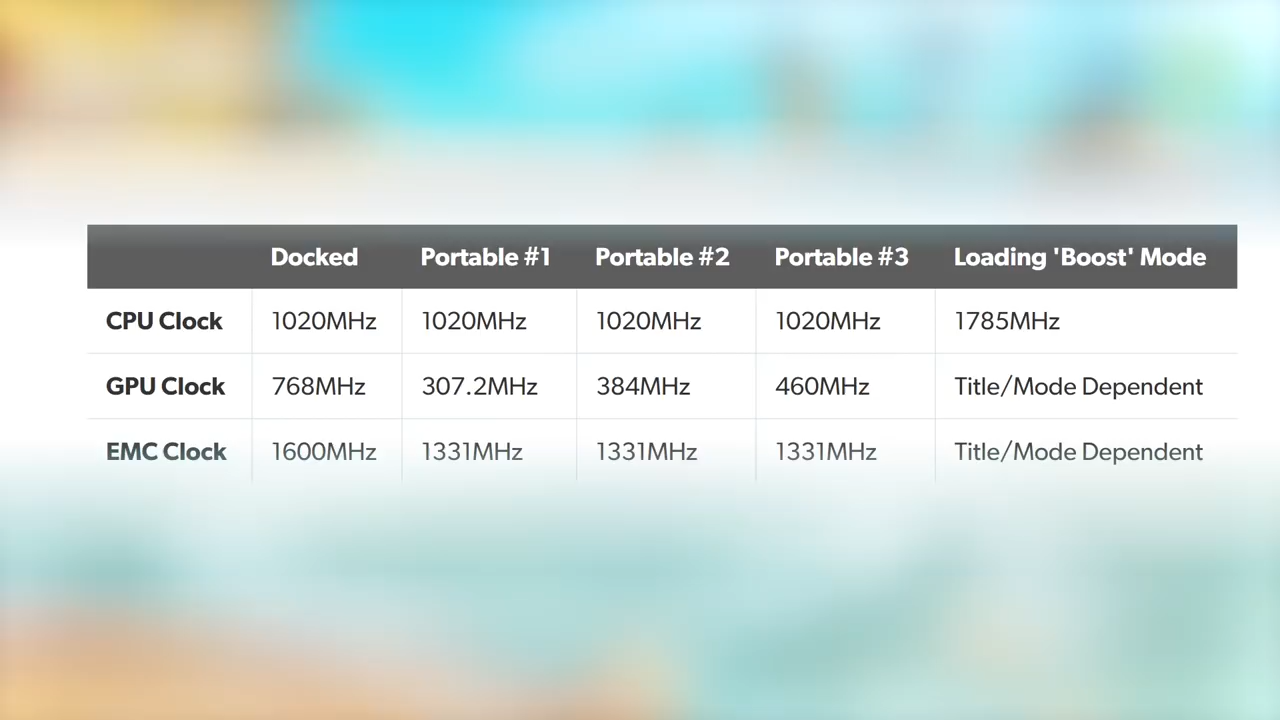 Docked Portable #1 Portable #2 Portable #3 Loading 'Boost' Mode
CPU Clock 1020MHz 1020MHz 1020MHz 1020MHz 1785MHz
GPU Clock 768MHz 307.2MHz 384MHz 460MHz Title/Mode Dependent
EMC Clock 1600MHz 1331MHz 1331MHz 1331MHz Title/Mode Dependent